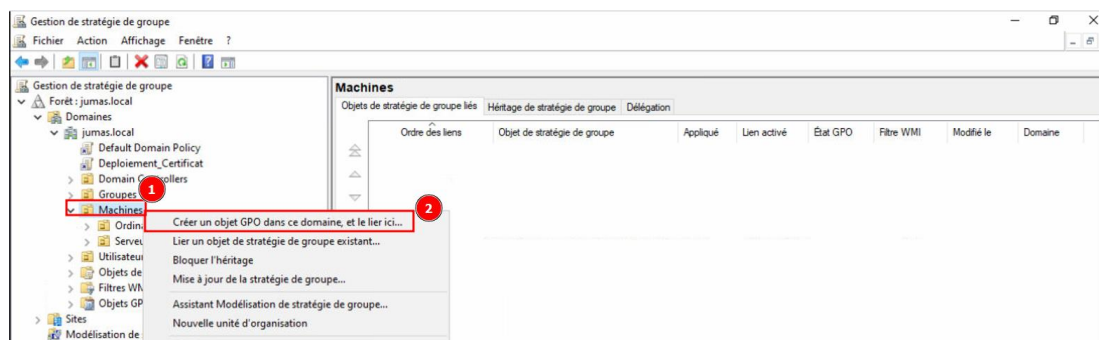 Gestion de stratégie de groupe
Fichier Action Affichage Fenêtre ?
Gestion de stratégie de groupe
Forêt : jumas.local
Domaines
jumas.local
Default Domain Policy
Deploiement_Certificat
Domain ollers
Groupes
Machines
Sites
Modélisation de
1
2
Créer un objet GPO dans ce domaine, et le lier ici...
Lier un objet de stratégie de groupe existant...
Bloquer l'héritage
Mise à jour de la stratégie de groupe...
Assistant Modélisation de stratégie de groupe...
Nouvelle unité d'organisation
Ordin
Serveu
Utilisateu
Objets de
Filtres WM
Objets GP
Machines
Objets de stratégie de groupe liés Héritage de stratégie de groupe Délégation
Ordre des liens Objet de stratégie de groupe Appliqué Lien activé État GPO Filtre WMI Modifié le Domaine